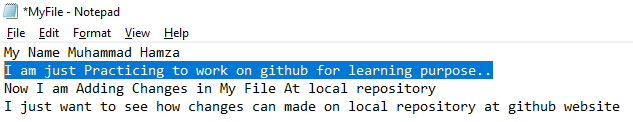 *MyFile - Notepad
File Edit Format View Help
My Name Muhammad Hamza
I am just Practicing to work on github for learning purpose..
Now I am Adding Changes in My File At local repository
I just want to see how changes can made on local repository at github website